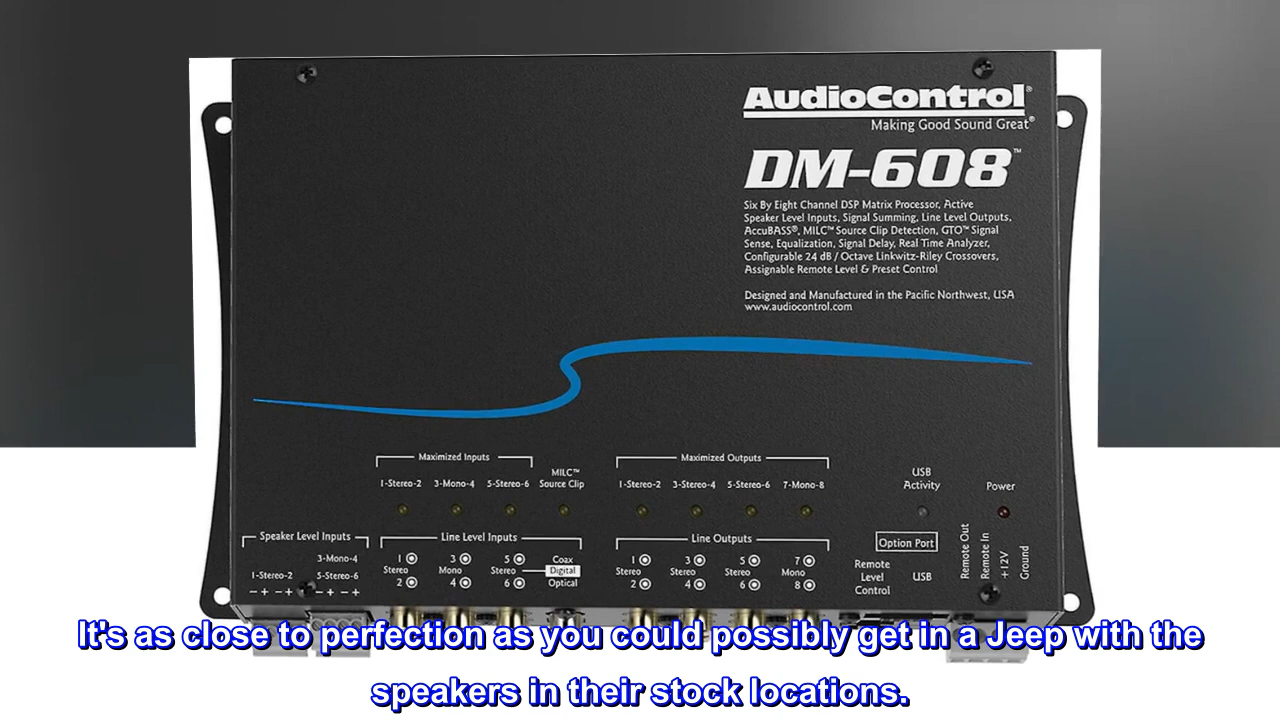 AudioControl®
Making Good Sound Great®
DM-608™
Six By Eight Channel DSP Matrix Processor, Active
Speaker Level Inputs, Signal Summing, Line Level Outputs,
AccuBASS®, MILC™ Source Clip Detection, GTO™ Signal
Sense, Equalization, Signal Delay, Real Time Analyzer,
Configurable 24 dB / Octave Linkwitz-Riley Crossovers,
Assignable Remote Level & Preset Control
Designed and Manufactured in the Pacific Northwest, USA
www.audiocontrol.com
Maximized Inputs
1-Stereo-2 3-Mono-4 5-Stereo-6
MILC™
Source Clip
Maximized Outputs
1-Stereo-2 3-Stereo-4 5-Stereo-6 7-Mono-8
USB
Activity
Power
Speaker Level Inputs
3-Mono-4
1-Stereo-2 5-Stereo-6
- + - + - + - +
Line Level Inputs
1 3 5 Coax
Stereo Mono Stereo Digital
2 4 6 Optical
Line Outputs
1 3 5 7
Stereo Stereo Stereo Mono
2 4 6 8
Option Port
Remote
Level
Control
USB
Remote Out
Remote In
+12V
Ground
It's as close to perfection as you could possibly get in a Jeep with the
speakers in their stock locations.